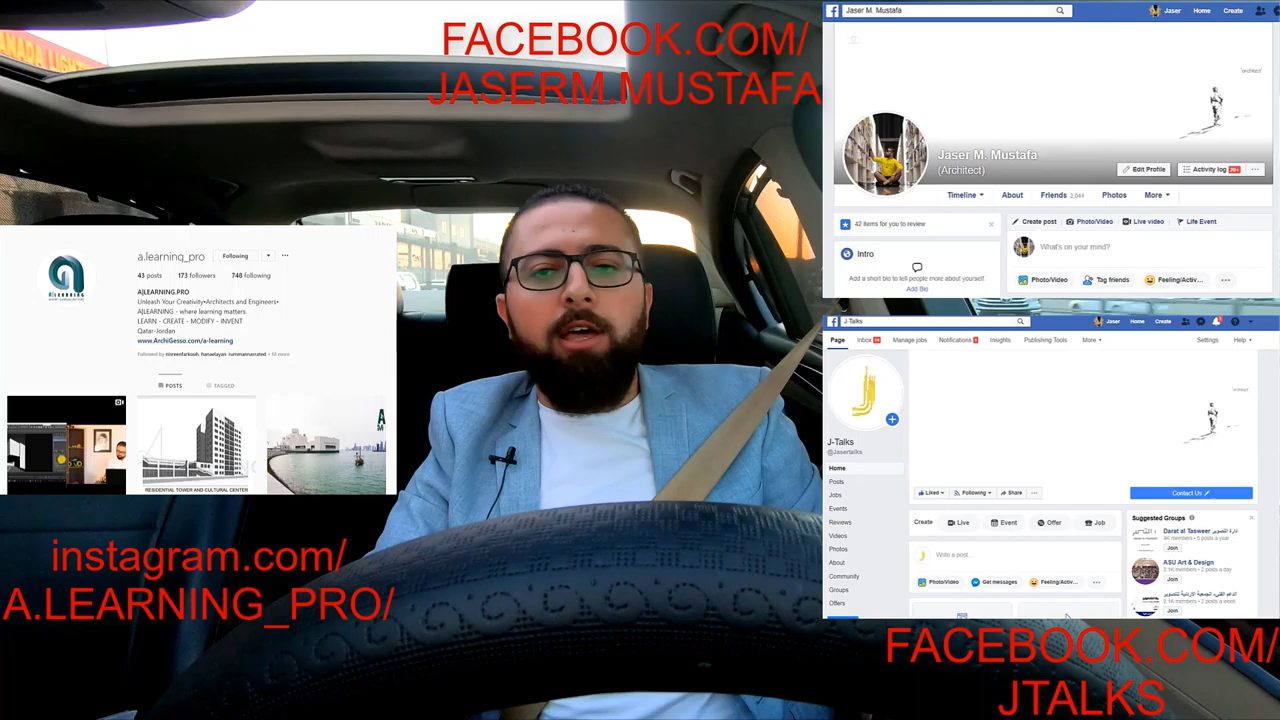 FACEBOOK.COM/
JASERM.MUSTAFA
Jaser M. Mustafa
Jaser Home Create
'architect'
Jaser M. Mustafa
(Architect)
Edit Profile
Activity log 20+
Timeline About Friends 2,044 Photos More
42 items for you to review
Intro
Add a short bio to tell people more about yourself.
Add Bio
Create post Photo/Video Live video Life Event
What's on your mind?
Photo/Video Tag friends Feeling/Activ...
a.learning_pro Following
43 posts 173 followers 748 following
A|LEARNING.PRO
Unleash Your Creativity•Architects and Engineers•
A|LEARNING - where learning matters.
LEARN - CREATE - MODIFY - INVENT
Qatar-Jordan
www.ArchiGesso.com/a-learning
POSTS TAGGED
RESIDENTIAL TOWER AND CULTURAL CENTER
instagram.com/
A.LEARNING_PRO/
J-Talks
Jaser Home Create
Page Inbox Manage jobs Notifications Insights Publishing Tools More Settings Help
J-Talks
@Jasertalks
Home
Posts
Jobs
Events
Reviews
Videos
Photos
About
Community
Groups
Offers
Liked Following Share
Contact Us
Create Live Event Offer Job
Write a post...
Photo/Video Get messages Feeling/Activ...
Suggested Groups
Darat al Tasweer دارة التصوير
Join
ASU Art & Design
Join
Join
FACEBOOK.COM/
JTALKS